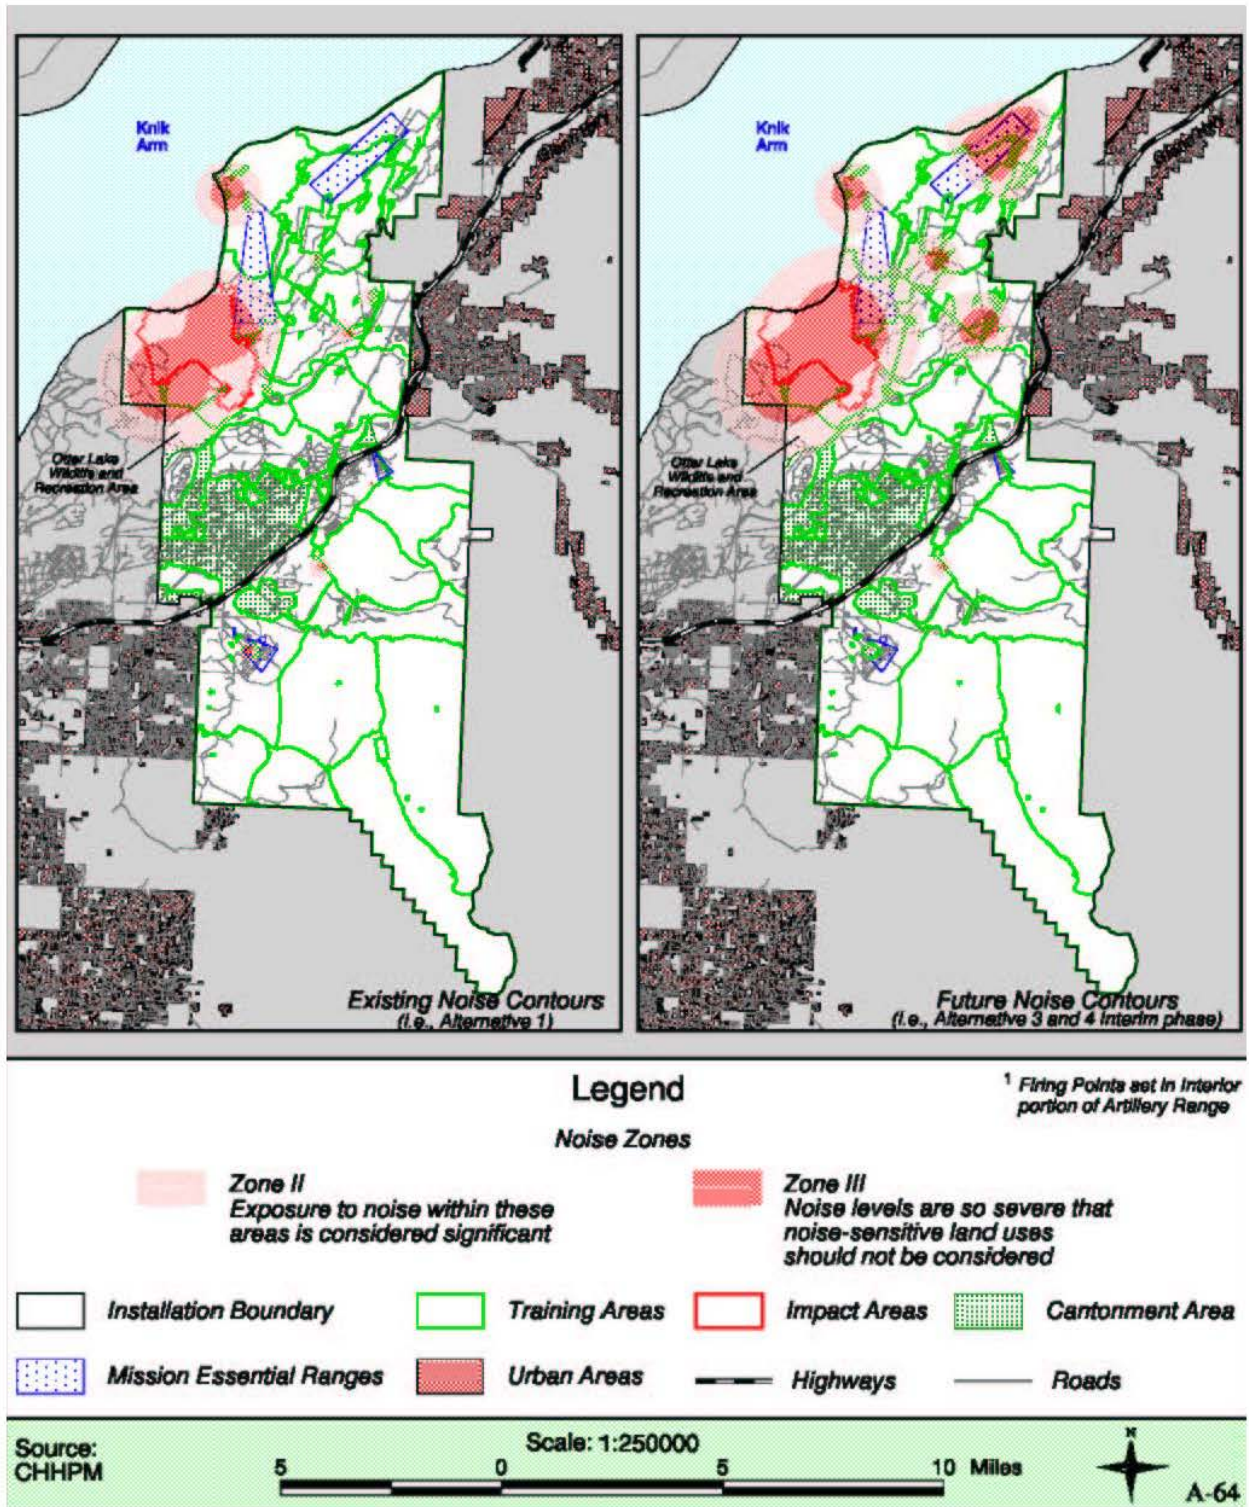 Knik
Arm
Otter Lake
Wildlife and
Recreation Area
Existing Noise Contours
(i.e., Alternative 1)
Knik
Arm
Otter Lake
Wildlife and
Recreation Area
Future Noise Contours
(i.e., Alternative 3 and 4 interim phase)
Legend
1 Firing Points set in Interior
portion of Artillery Range
Noise Zones
Zone II
Exposure to noise within these
areas is considered significant
Zone III
Noise levels are so severe that
noise-sensitive land uses
should not be considered
Installation Boundary
Training Areas
Impact Areas
Cantonment Area
Mission Essential Ranges
Urban Areas
Highways
Roads
Source:
CHHPM
Scale: 1:250000
5 0 5 10 Miles
N
A-64